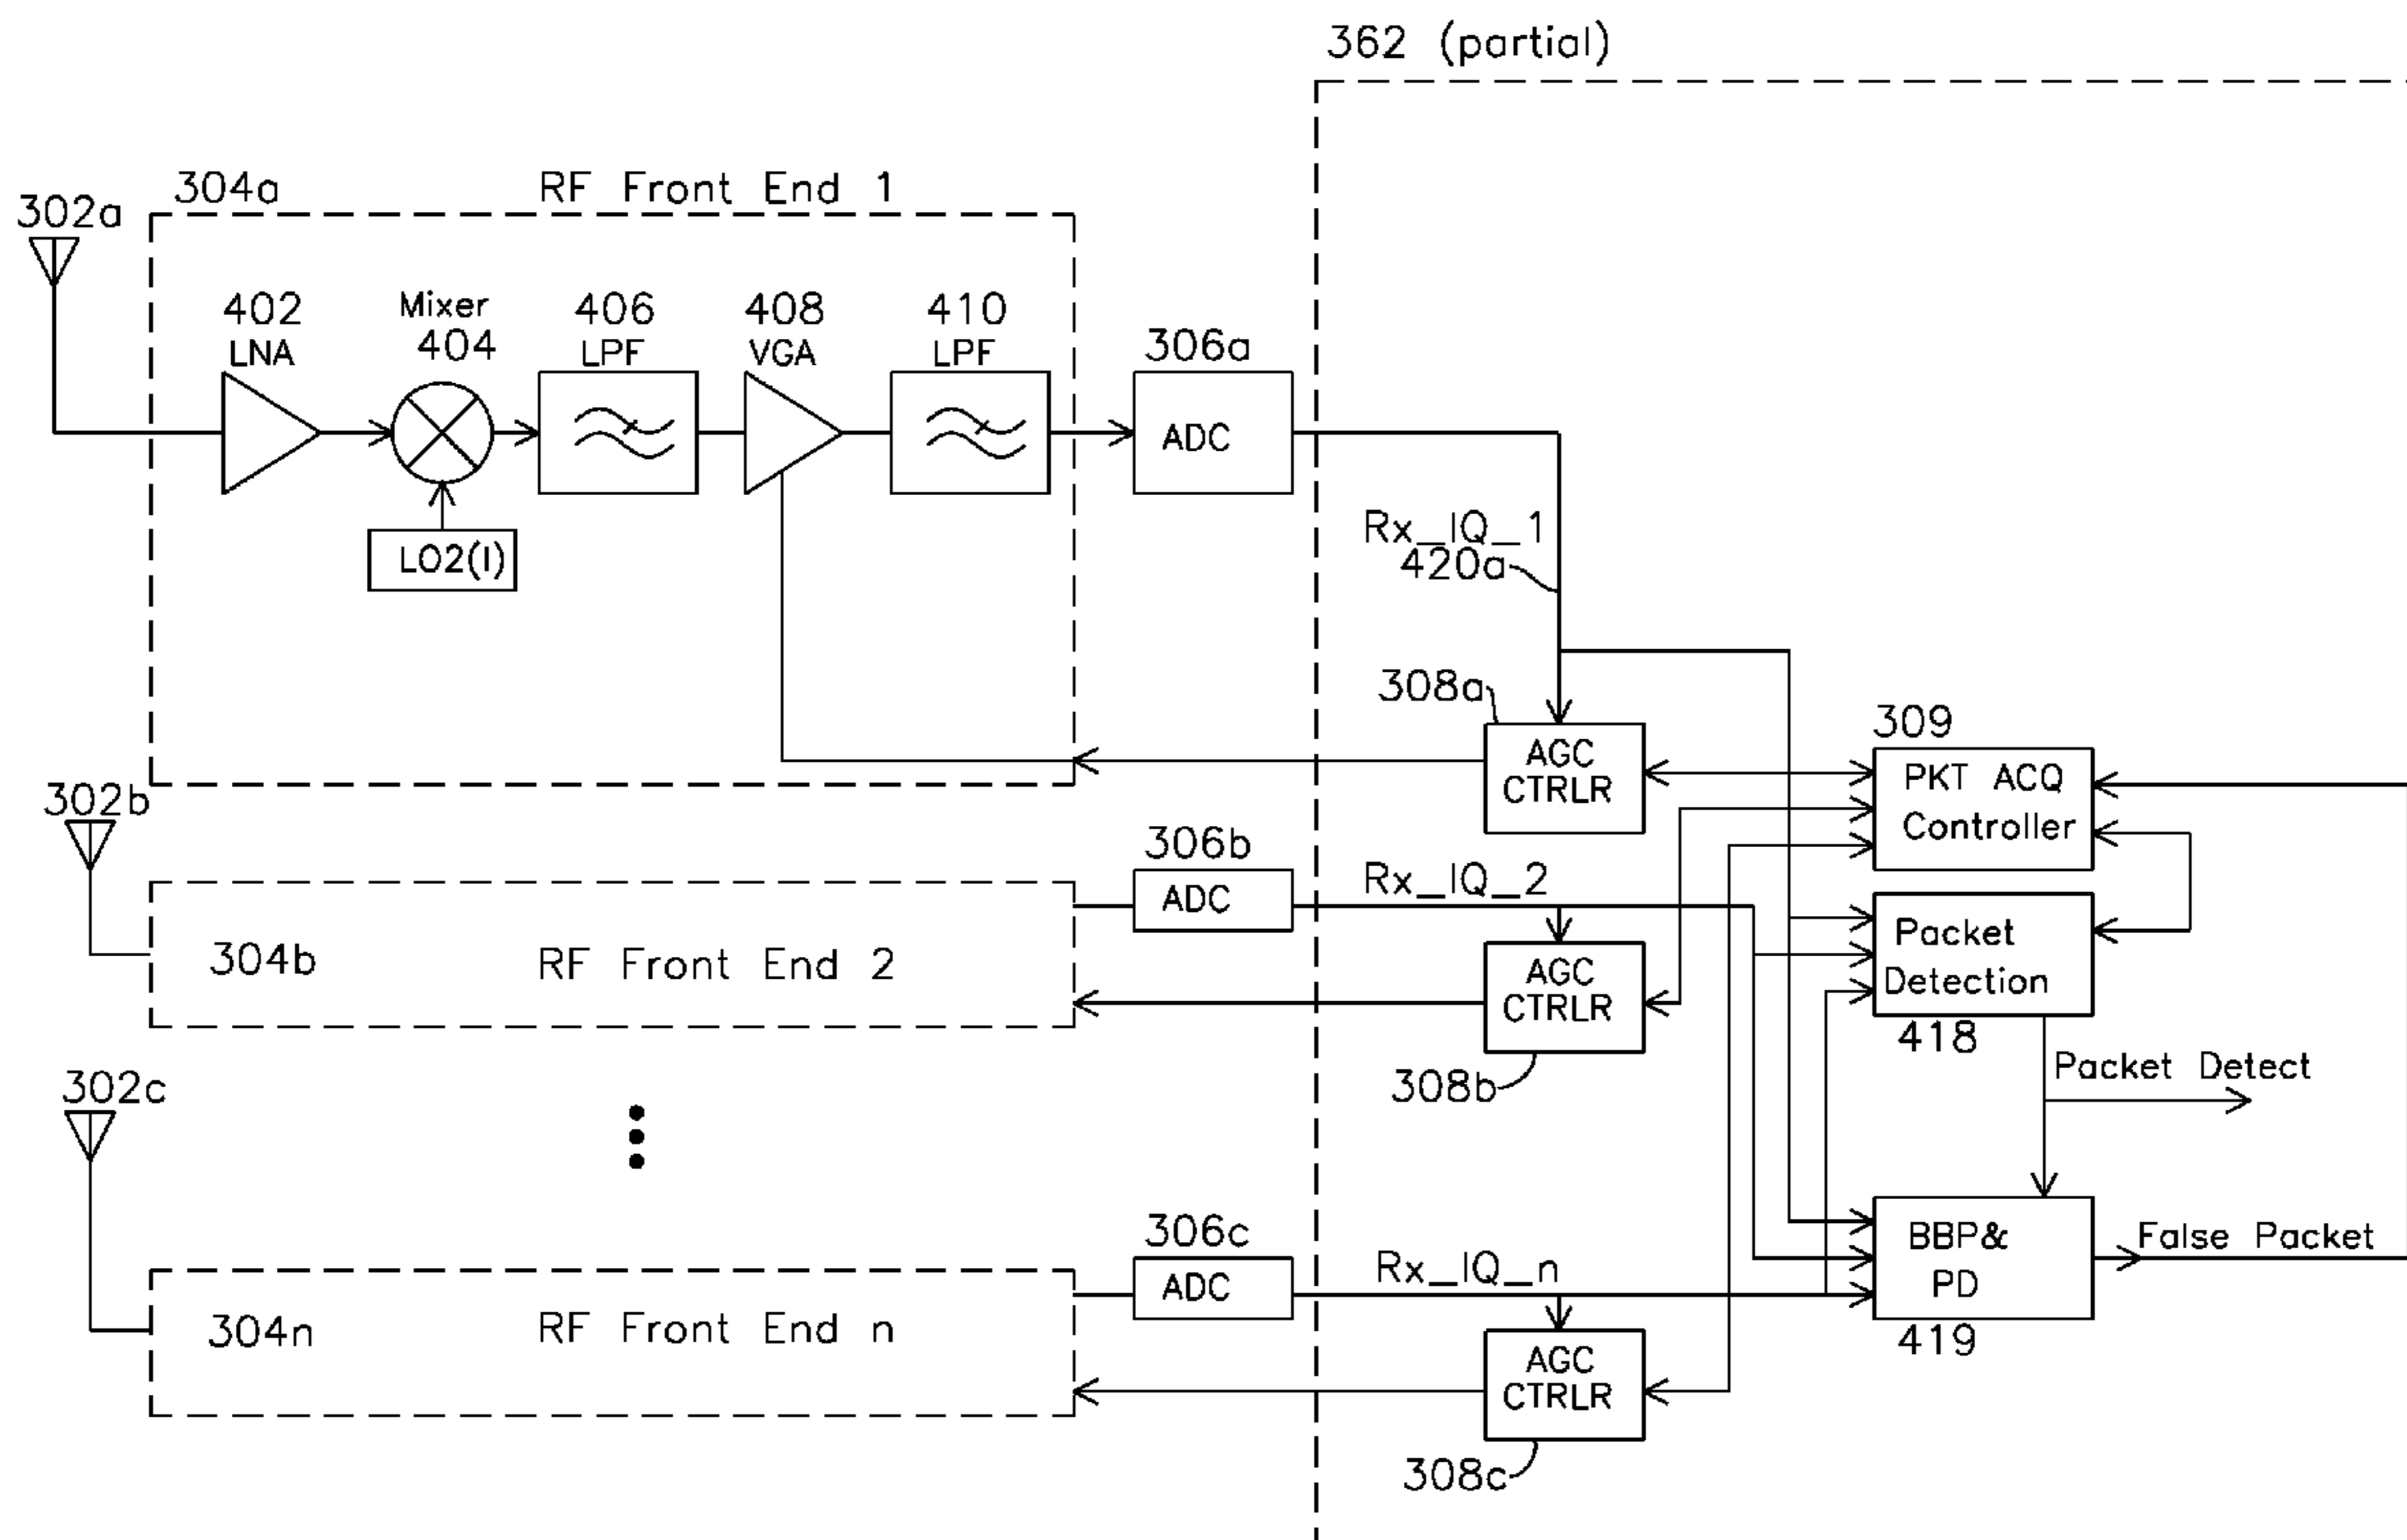 362 (partial)
304a
RF Front End 1
302a
402
LNA
Mixer
404
406
LPF
408
VGA
410
LPF
306a
ADC
LO2(I)
Rx_IQ_1
420a
308a
AGC
CTRLR
309
PKT ACQ
Controller
302b
306b
ADC
Rx_IQ_2
304b
RF Front End 2
AGC
CTRLR
308b
Packet
Detection
418
Packet Detect
302c
306c
ADC
Rx_IQ_n
304n
RF Front End n
AGC
CTRLR
308c
BBP&
PD
419
False Packet